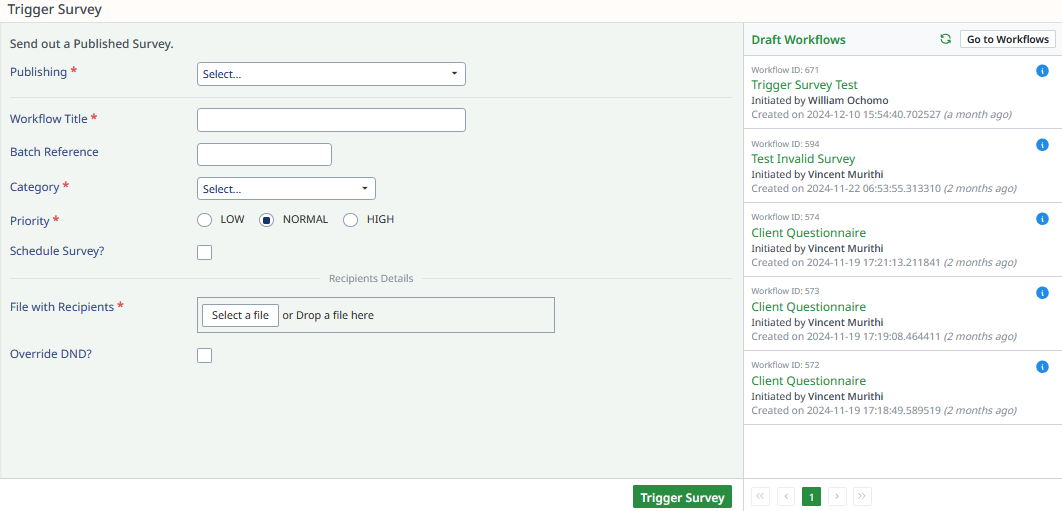 Trigger Survey
Send out a Published Survey.
Publishing *
Select...
Workflow Title *
Batch Reference
Category *
Select...
Priority *
LOW
NORMAL
HIGH
Schedule Survey?
Recipients Details
File with Recipients *
Select a file or Drop a file here
Override DND?
Trigger Survey
Draft Workflows
Go to Workflows
Workflow ID: 671
Trigger Survey Test
Initiated by William Ochomo
Created on 2024-12-10 15:54:40.702527 (a month ago)
Workflow ID: 594
Test Invalid Survey
Initiated by Vincent Murithi
Created on 2024-11-22 06:53:55.313310 (2 months ago)
Workflow ID: 574
Client Questionnaire
Initiated by Vincent Murithi
Created on 2024-11-19 17:21:13.211841 (2 months ago)
Workflow ID: 573
Client Questionnaire
Initiated by Vincent Murithi
Created on 2024-11-19 17:19:08.464411 (2 months ago)
Workflow ID: 572
Client Questionnaire
Initiated by Vincent Murithi
Created on 2024-11-19 17:18:49.589519 (2 months ago)
1